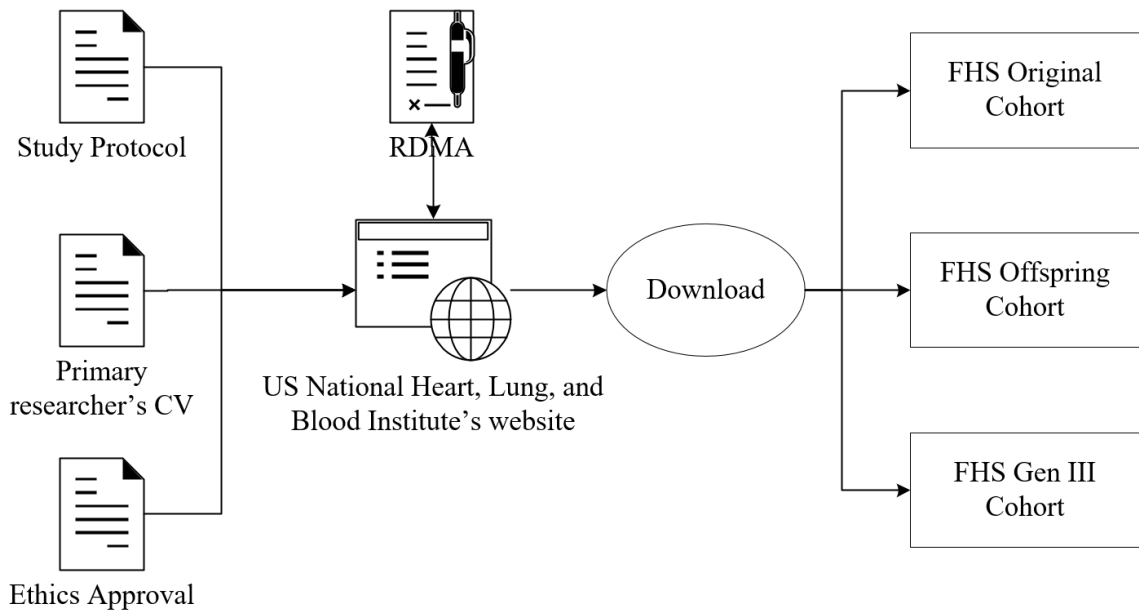 Study Protocol
RDMA
Primary
researcher's CV
US National Heart, Lung, and
Blood Institute's website
Ethics Approval
Download
FHS Original
Cohort
FHS Offspring
Cohort
FHS Gen III
Cohort